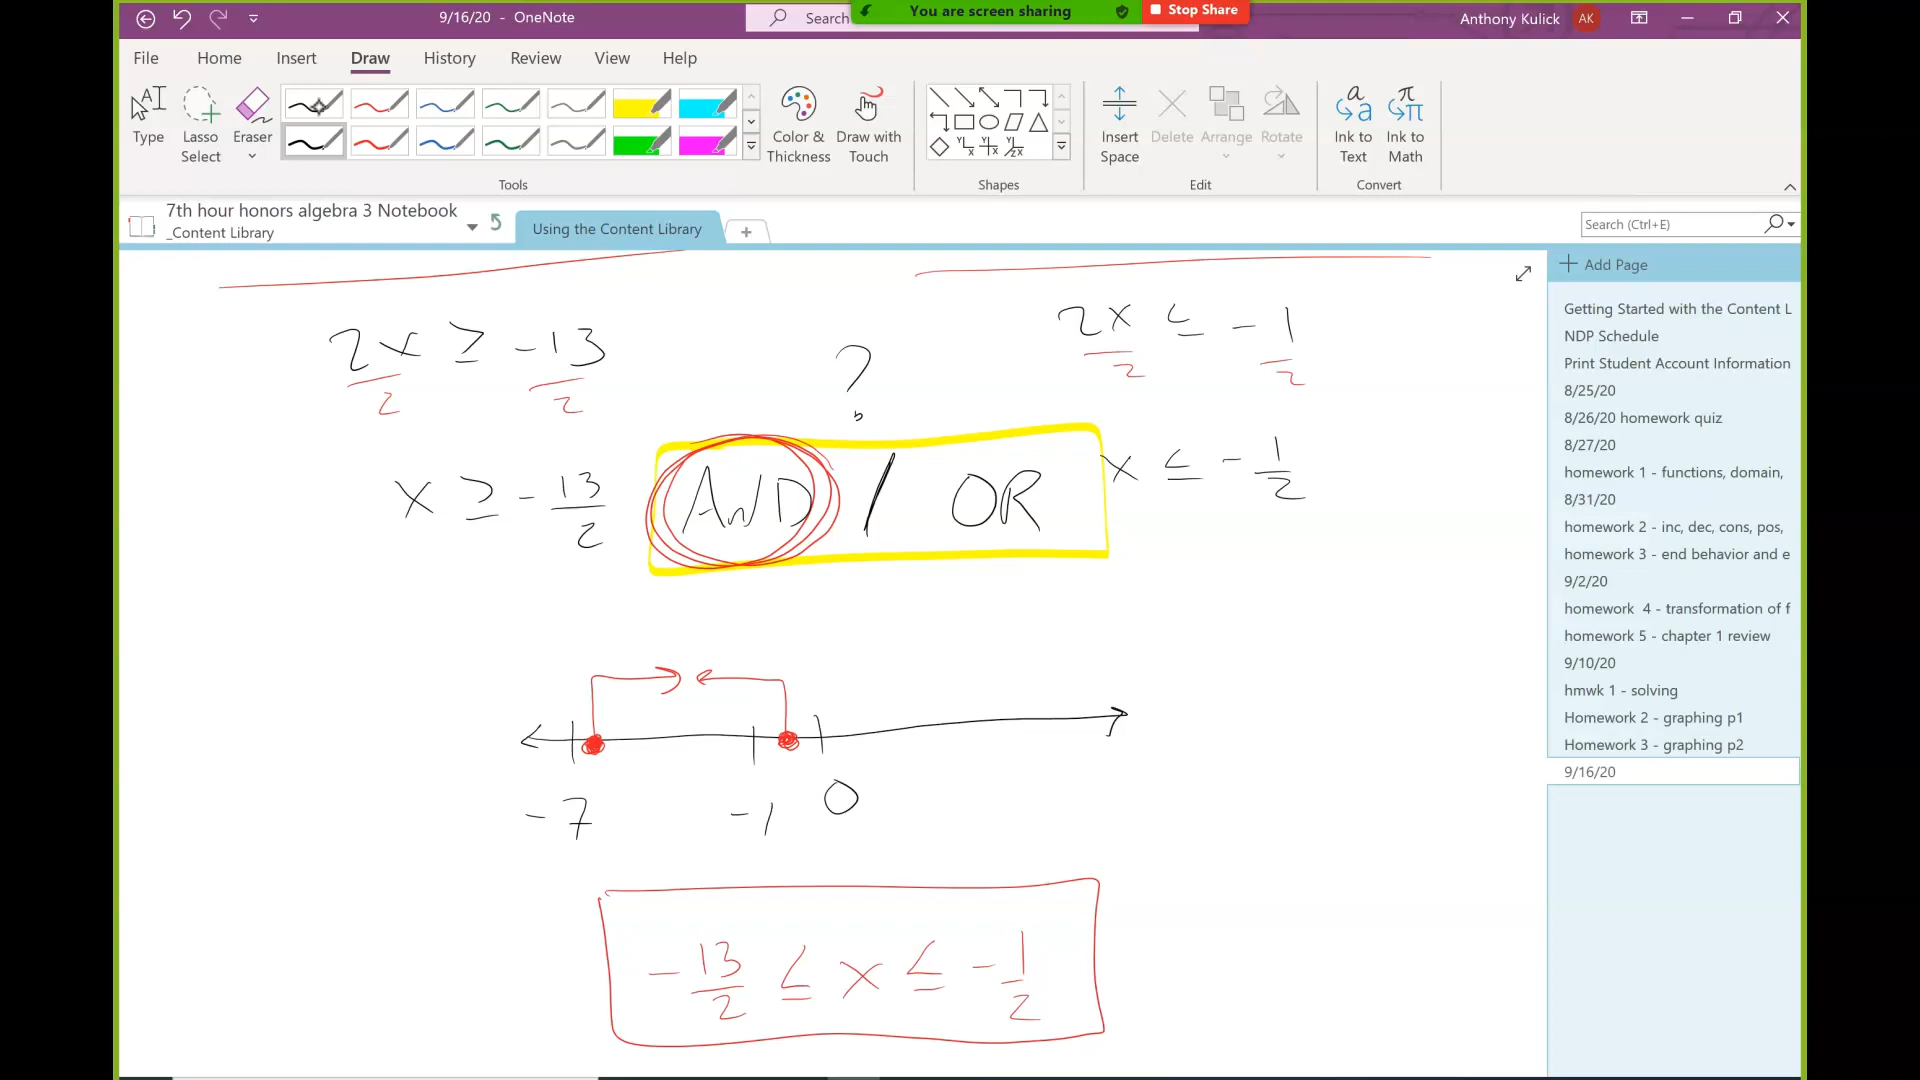 9/16/20 - OneNote
Search
You are screen sharing
Stop Share
Anthony Kulick
AK
File Home Insert Draw History Review View Help
Type
Lasso Select
Eraser
Color & Thickness
Draw with Touch
Insert Space
Delete
Arrange
Rotate
Ink to Text
Ink to Math
Tools
Shapes
Edit
Convert
7th hour honors algebra 3 Notebook
_Content Library
Using the Content Library
Search (Ctrl+E)
Add Page
Getting Started with the Content L
NDP Schedule
Print Student Account Information
8/25/20
8/26/20 homework quiz
8/27/20
homework 1 - functions, domain,
8/31/20
homework 2 - inc, dec, cons, pos,
homework 3 - end behavior and e
9/2/20
homework 4 - transformation of f
homework 5 - chapter 1 review
9/10/20
hmwk 1 - solving
Homework 2 - graphing p1
Homework 3 - graphing p2
9/16/20
2x ≥ -13
2 2
?
2x ≤ -1
2 2
x ≥ -13/2
AND / OR
x ≤ -1/2
-7 -1 0
-13/2 ≤ x ≤ -1/2